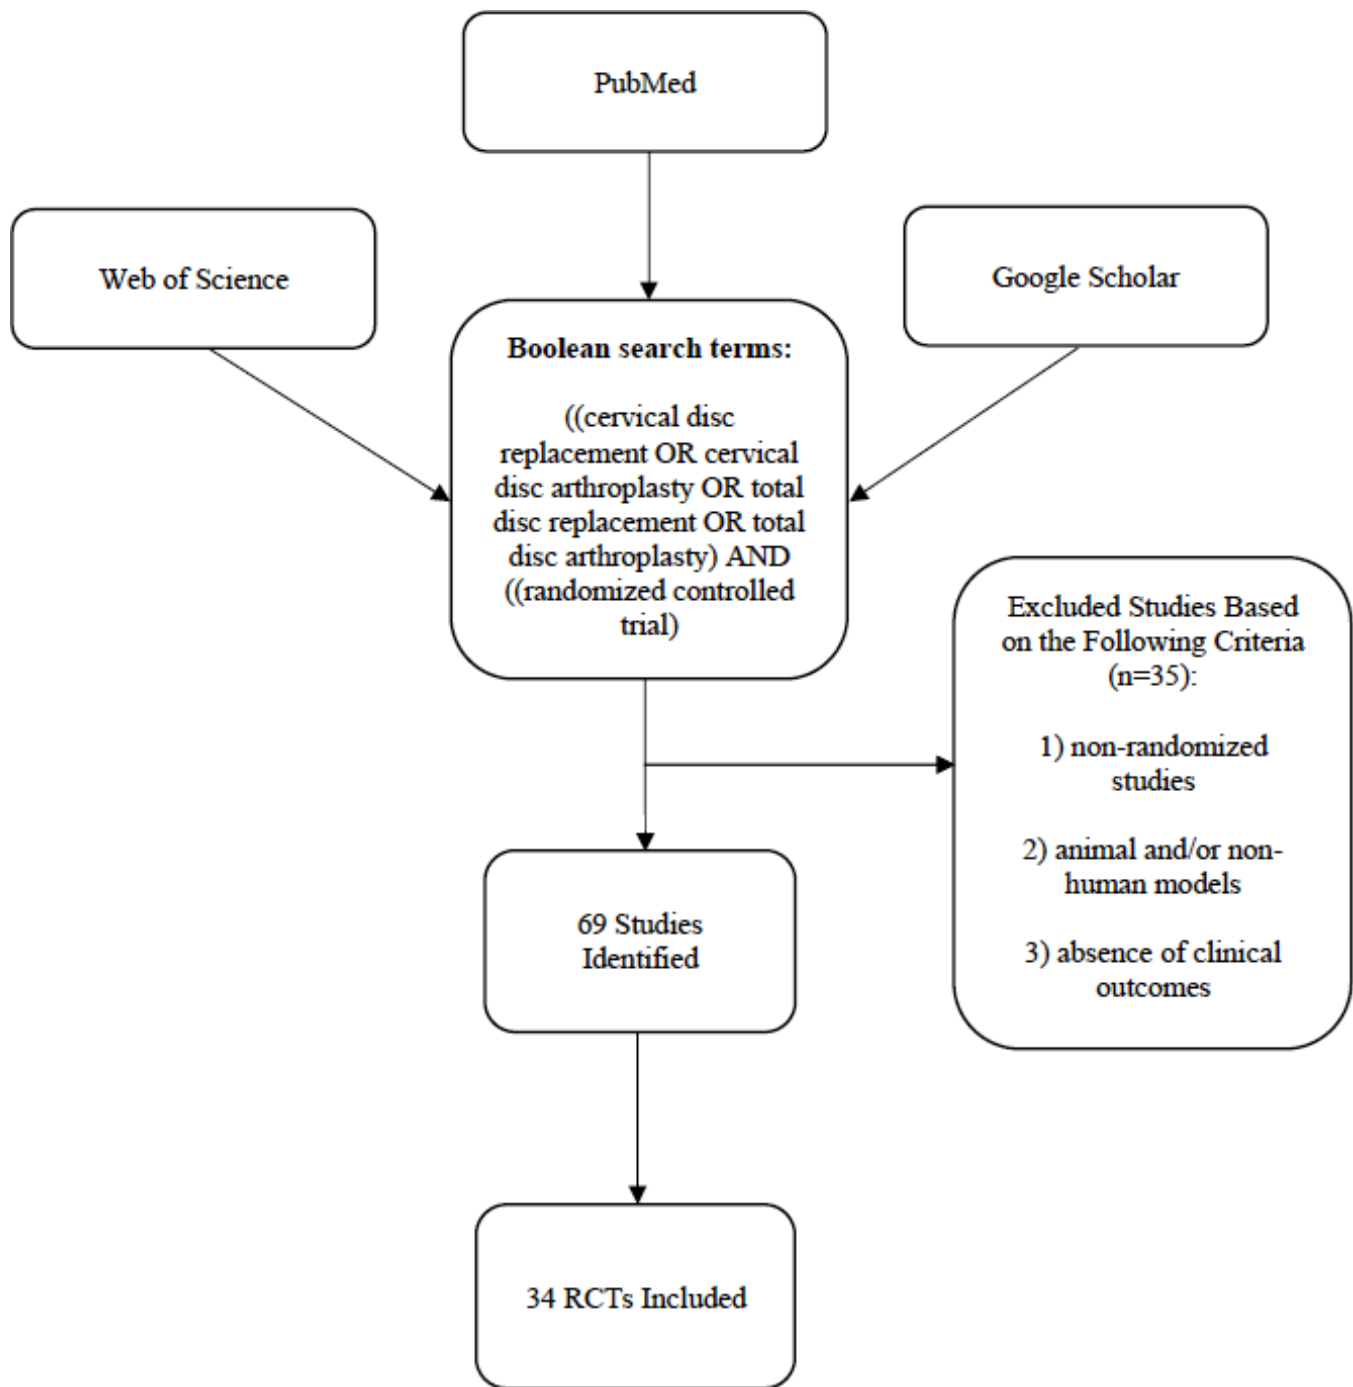 PubMed
Web of Science
Google Scholar
Boolean search terms:
((cervical disc
replacement OR cervical
disc arthroplasty OR total
disc replacement OR total
disc arthroplasty) AND
((randomized controlled
trial)
Excluded Studies Based
on the Following Criteria
(n=35):
1) non-randomized
studies
2) animal and/or non-
human models
3) absence of clinical
outcomes
69 Studies
Identified
34 RCTs Included